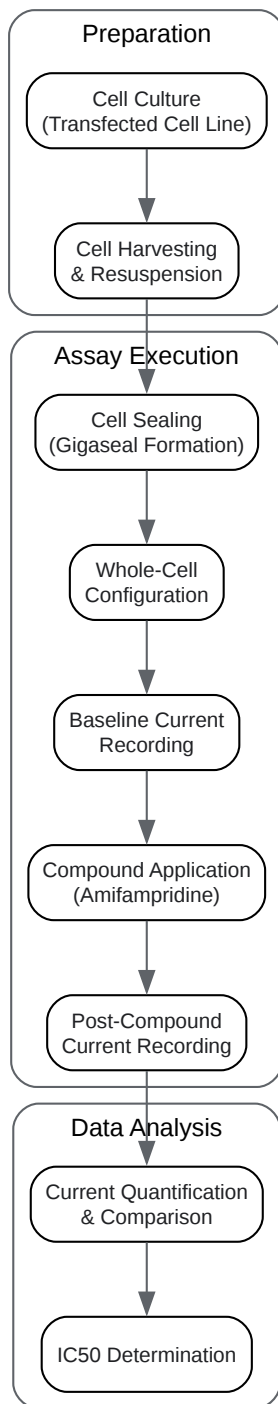 Preparation
Cell Culture
(Transfected Cell Line)
Cell Harvesting
& Resuspension
Assay Execution
Cell Sealing
(Gigaseal Formation)
Whole-Cell
Configuration
Baseline Current
Recording
Compound Application
(Amifampridine)
Post-Compound
Current Recording
Data Analysis
Current Quantification
& Comparison
IC50 Determination